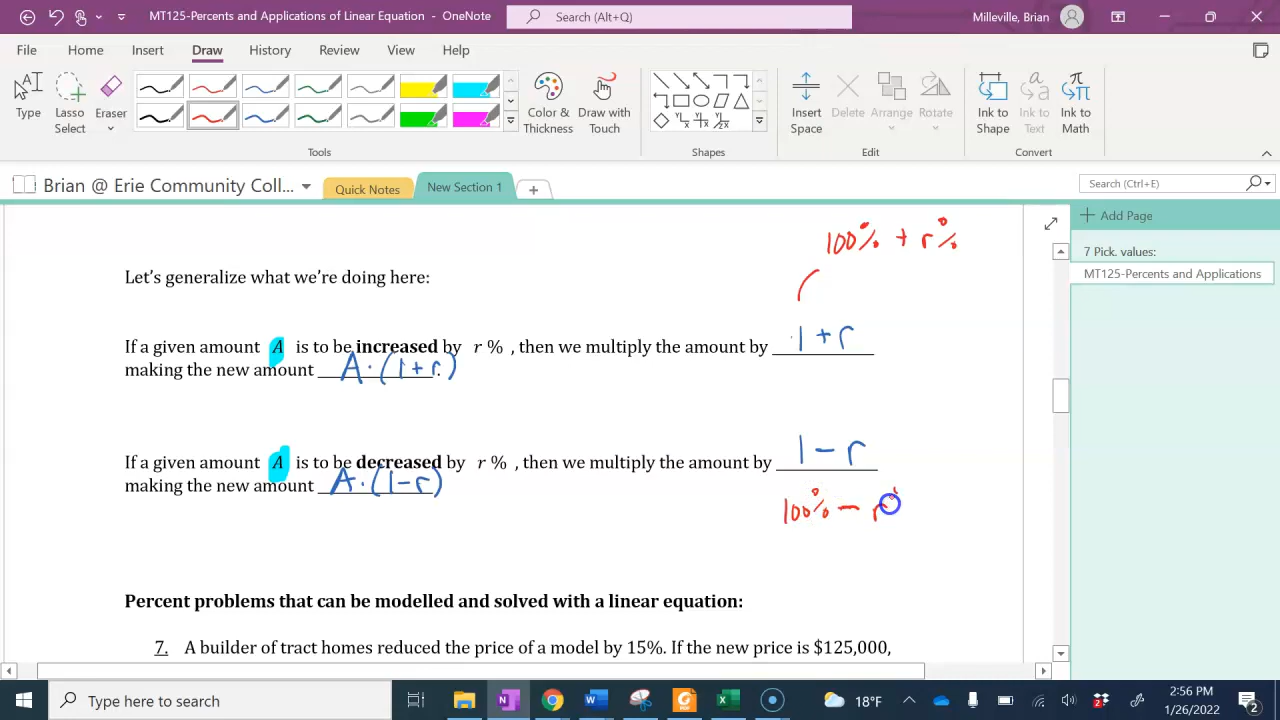 MT125-Percents and Applications of Linear Equation - OneNote
Search (Alt+Q)
Milleville, Brian
File Home Insert Draw History Review View Help
Type
Lasso Select
Eraser
Color & Thickness
Draw with Touch
Insert Space
Delete
Arrange
Rotate
Ink to Shape
Ink to Text
Ink to Math
Tools
Shapes
Edit
Convert
Brian @ Erie Community Coll...
Quick Notes
New Section 1
Search (Ctrl+E)
Add Page
7 Pick. values:
MT125-Percents and Applications
100% + r%
Let's generalize what we're doing here:
1 + r
If a given amount A is to be increased by r % , then we multiply the amount by
making the new amount A · (1 + r) .
1 - r
If a given amount A is to be decreased by r % , then we multiply the amount by
making the new amount A · (1 - r)
100% - r
Percent problems that can be modelled and solved with a linear equation:
7. A builder of tract homes reduced the price of a model by 15%. If the new price is $125,000,
Type here to search
18°F
2:56 PM
1/26/2022
2